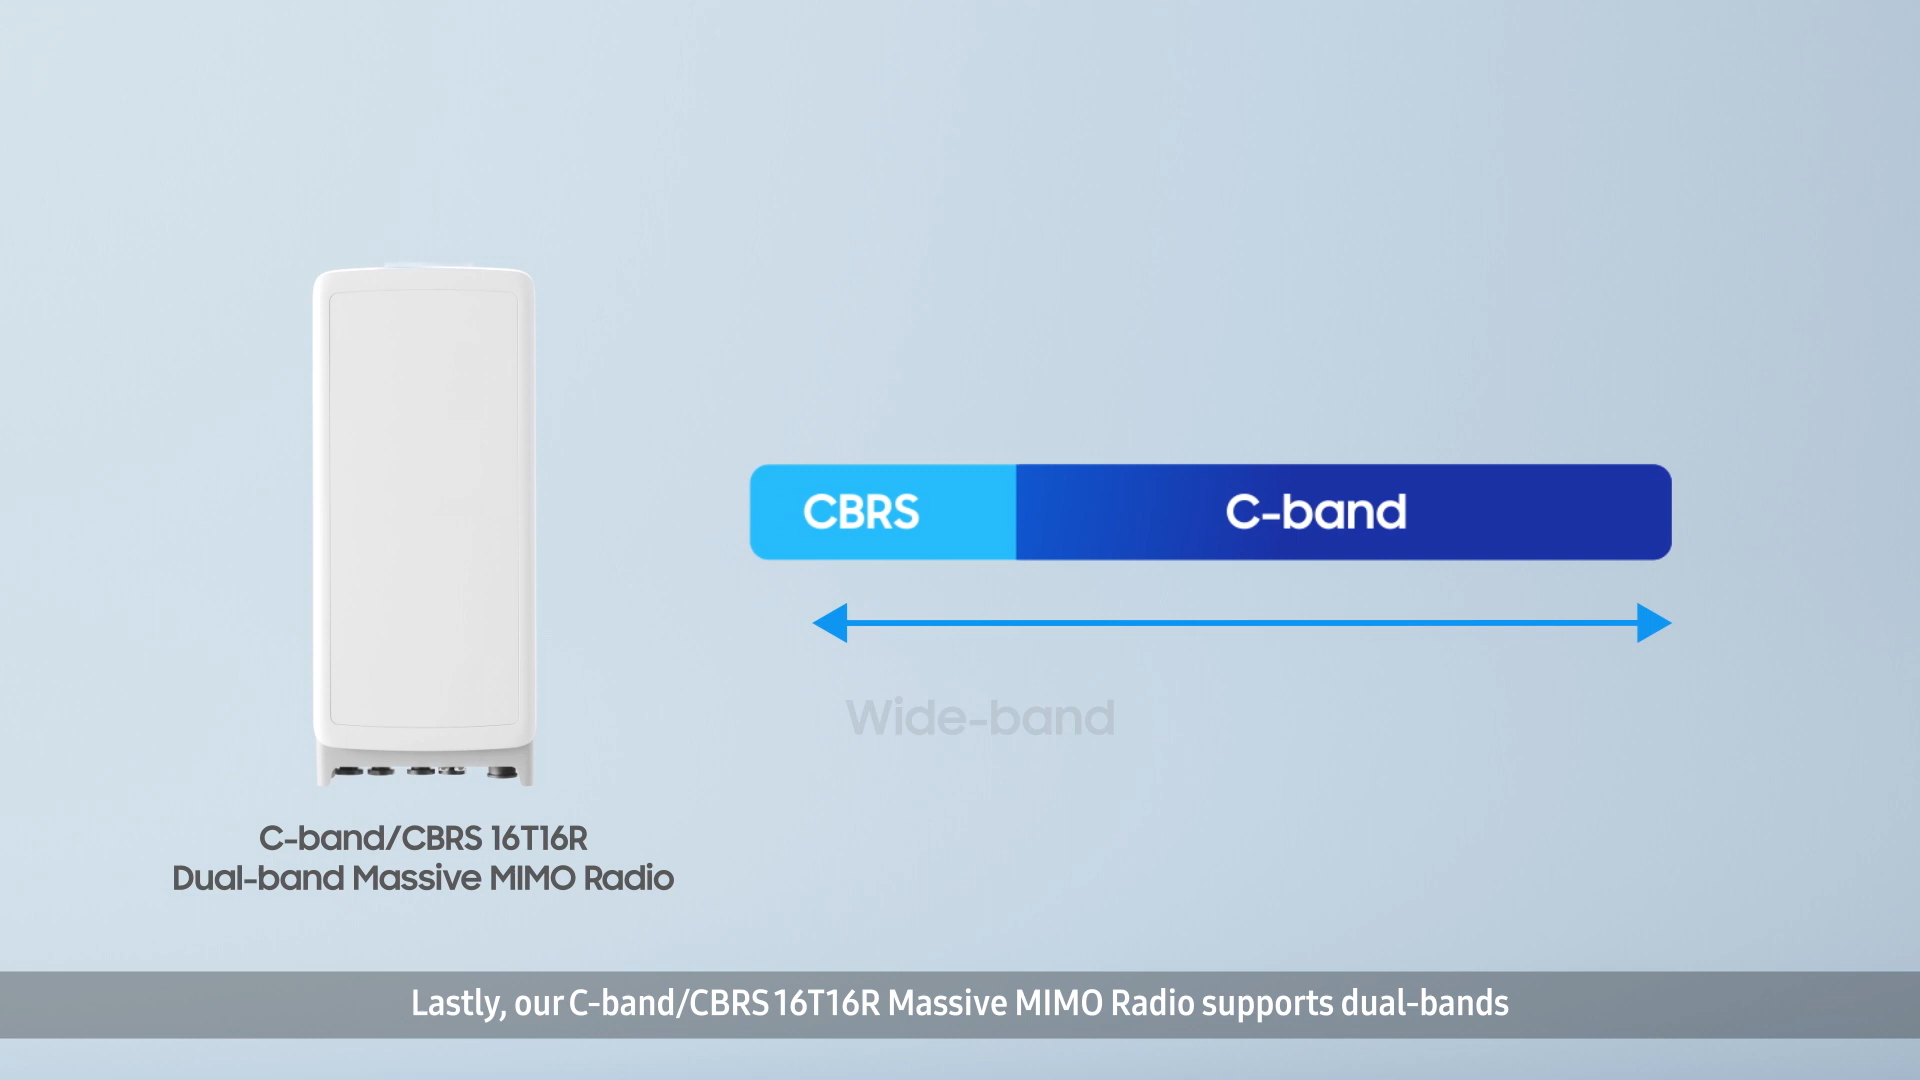 CBRS
C-band
Wide-band
C-band/CBRS 16T16R
Dual-band Massive MIMO Radio
Lastly, our C-band/CBRS 16T16R Massive MIMO Radio supports dual-bands